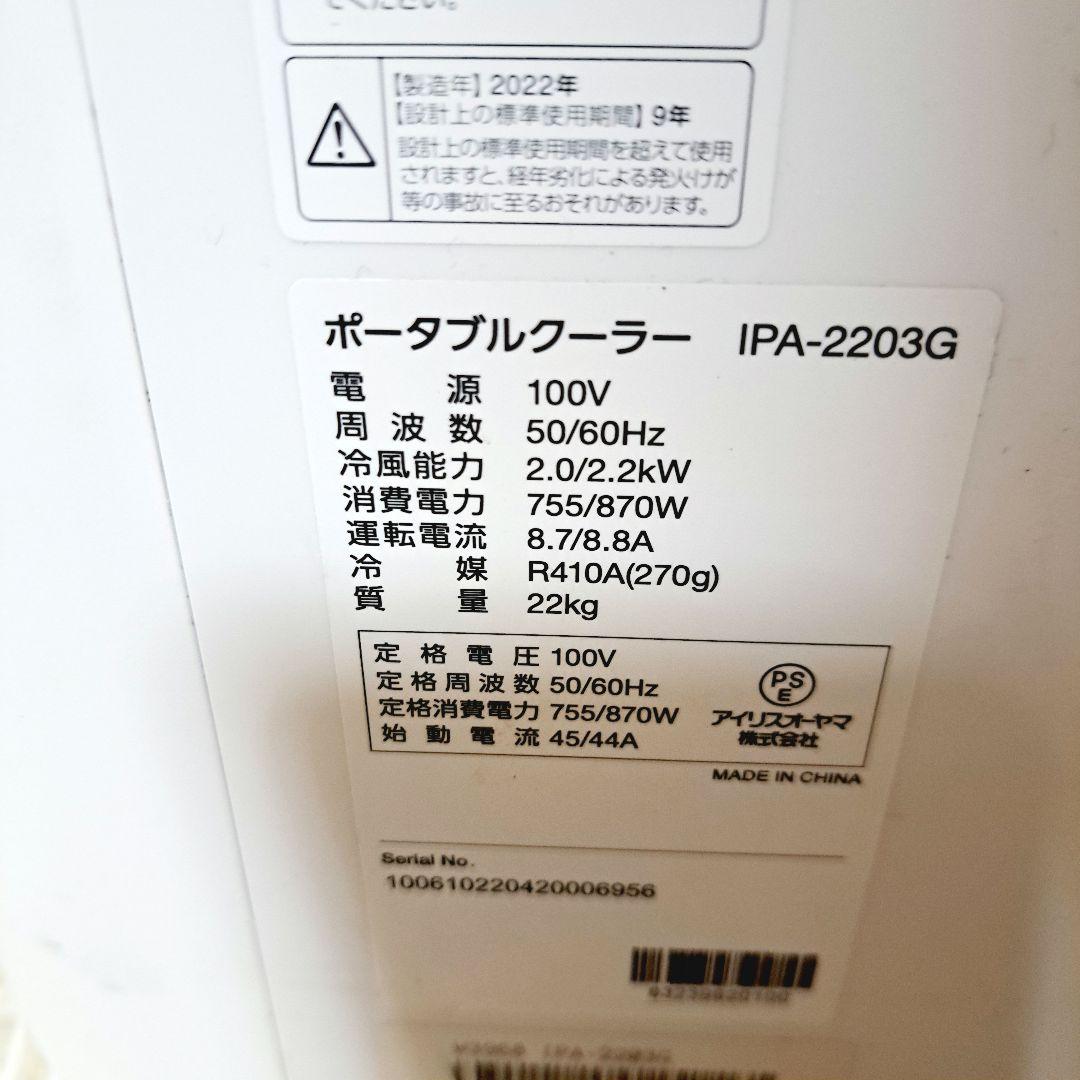 てください。
【製造年】2022年
【設計上の標準使用期間】9年
設計上の標準使用期間を超えて使用
されますと、経年劣化による発火・けが
等の事故に至るおそれがあります。
ポータブルクーラー IPA-2203G
電源 100V
周波数 50/60Hz
冷風能力 2.0/2.2kW
消費電力 755/870W
運転電流 8.7/8.8A
冷媒 R410A(270g)
質量 22kg
定格電圧 100V
定格周波数 50/60Hz
定格消費電力 755/870W
始動電流 45/44A
PS
E
アイリスオーヤマ
株式会社
MADE IN CHINA
Serial No.
100610220420006956
IPA-2203G